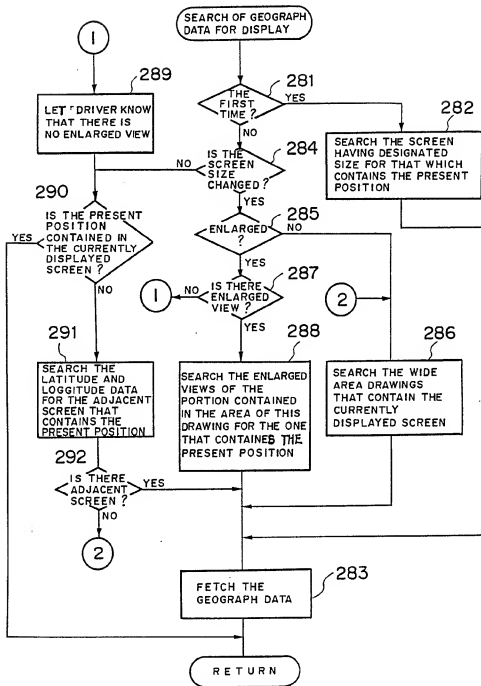 SEARCH OF GEOGRAPH
DATA FOR DISPLAY
1
289
LET DRIVER KNOW
THAT THERE IS
NO ENLARGED VIEW
281
THE
FIRST
TIME?
YES
NO
282
SEARCH THE SCREEN
HAVING DESIGNATED
SIZE FOR THAT WHICH
CONTAINS THE PRESENT
POSITION
284
IS THE
SCREEN
SIZE
CHANGED?
NO
YES
290
IS THE PRESENT
POSITION
CONTAINED IN
THE CURRENTLY
DISPLAYED SCREEN
?
YES
NO
285
ENLARGED
?
NO
YES
287
IS THERE
ENLARGED
VIEW?
NO
1
YES
2
291
SEARCH THE
LATITUDE AND
LOGGITUDE DATA
FOR THE ADJACENT
SCREEN THAT
CONTAINS THE
PRESENT POSITION
288
SEARCH THE ENLARGED
VIEWS OF THE
PORTION CONTAINED
IN THE AREA OF THIS
DRAWING FOR THE ONE
THAT CONTAINES THE
PRESENT POSITION
286
SEARCH THE WIDE
AREA DRAWINGS
THAT CONTAIN THE
CURRENTLY
DISPLAYED SCREEN
292
IS THERE
ADJACENT
SCREEN
?
YES
NO
2
283
FETCH THE
GEOGRAPH DATA
RETURN